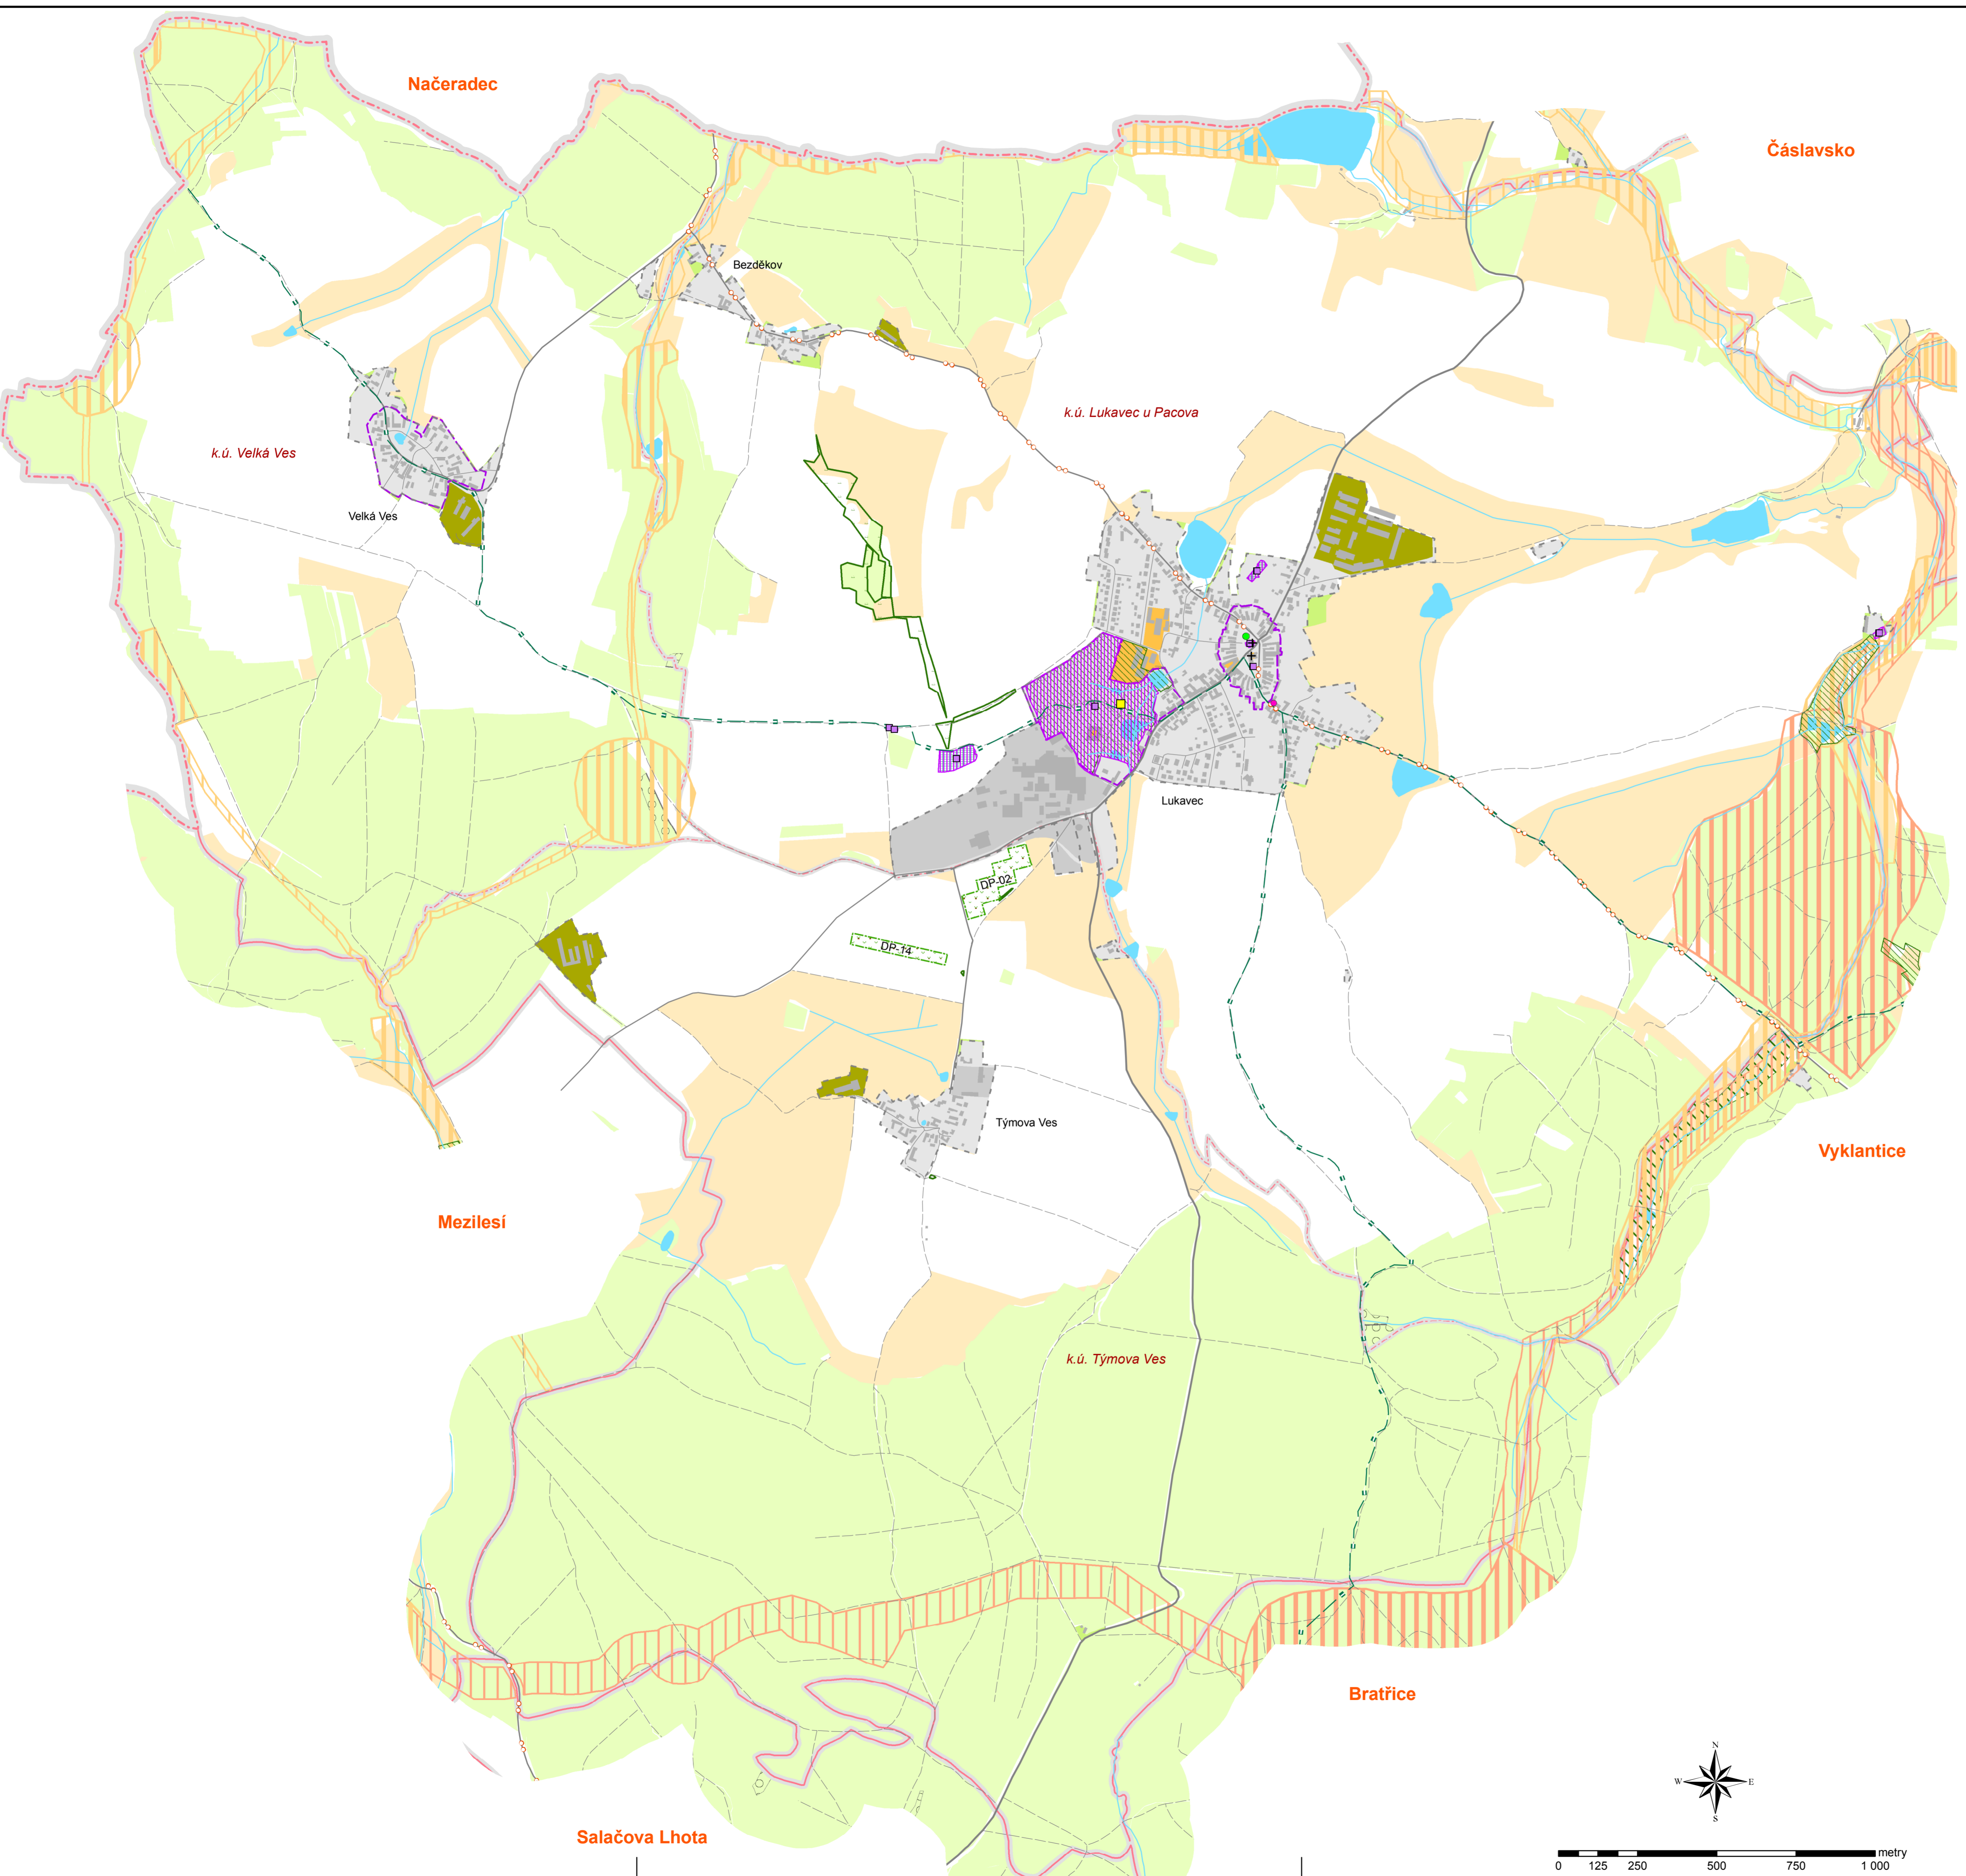 Načeradec
Čáslavsko
Bezděkov
k.ú. Lukavec u Pacova
k.ú. Velká Ves
Velká Ves
Lukavec
DP-02
DP-14
Týmova Ves
Vyklantice
Mezilesí
k.ú. Týmova Ves
Bratřice
N
W E
S
Salačova Lhota
metry
0 125 250 500 750 1 000